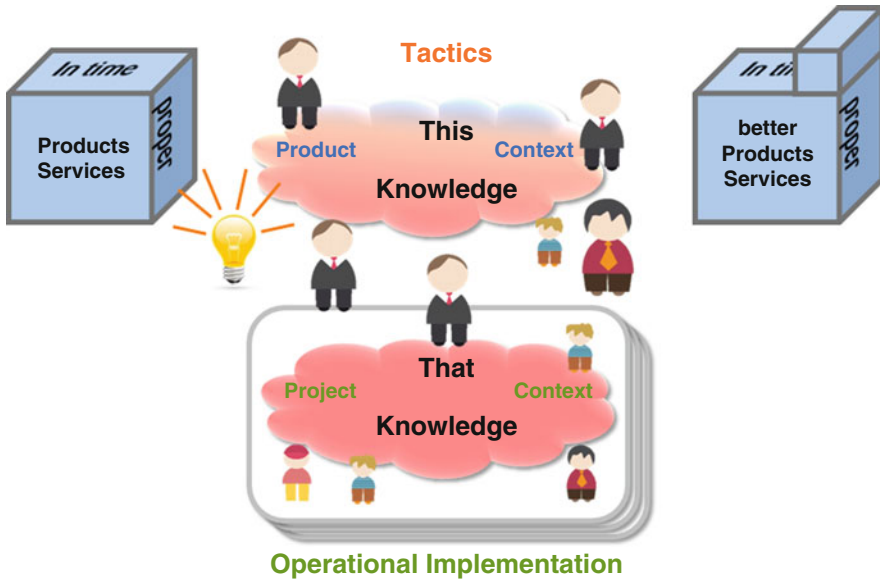 Tactics
In time
proper
Products
Services
This
Product Context
Knowledge
In time
proper
better
Products
Services
That
Project Context
Knowledge
Operational Implementation